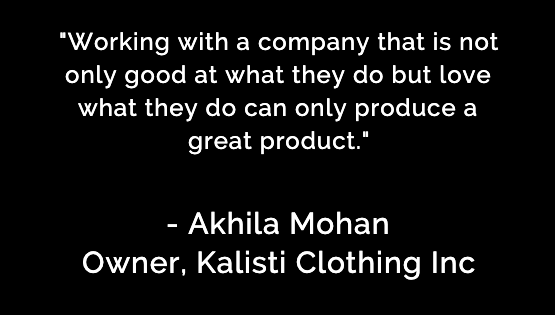 "Working with a company that is not
only good at what they do but love
what they do can only produce a
great product."
- Akhila Mohan
Owner, Kalisti Clothing Inc